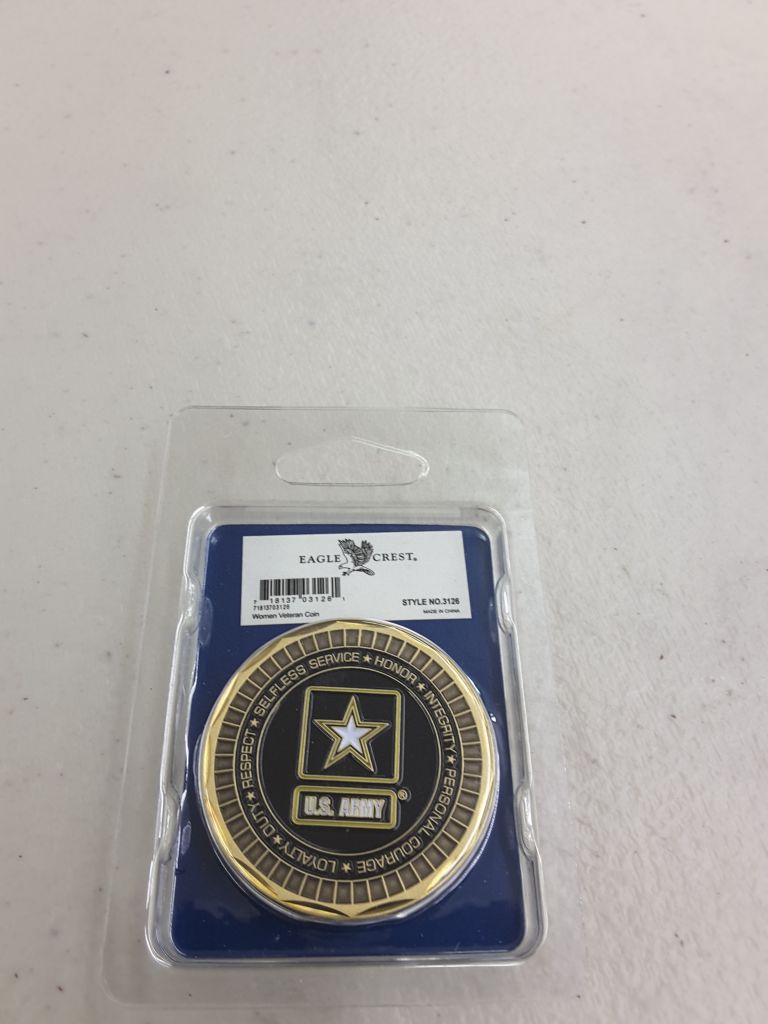 EAGLE CREST®
7 18137 03126 1
71813703126
STYLE NO.3126
Women Veteran Coin
MADE IN CHINA
LOYALTY ★ DUTY ★ RESPECT ★ SELFLESS SERVICE ★ HONOR ★ INTEGRITY ★ PERSONAL COURAGE ★
U.S. ARMY®